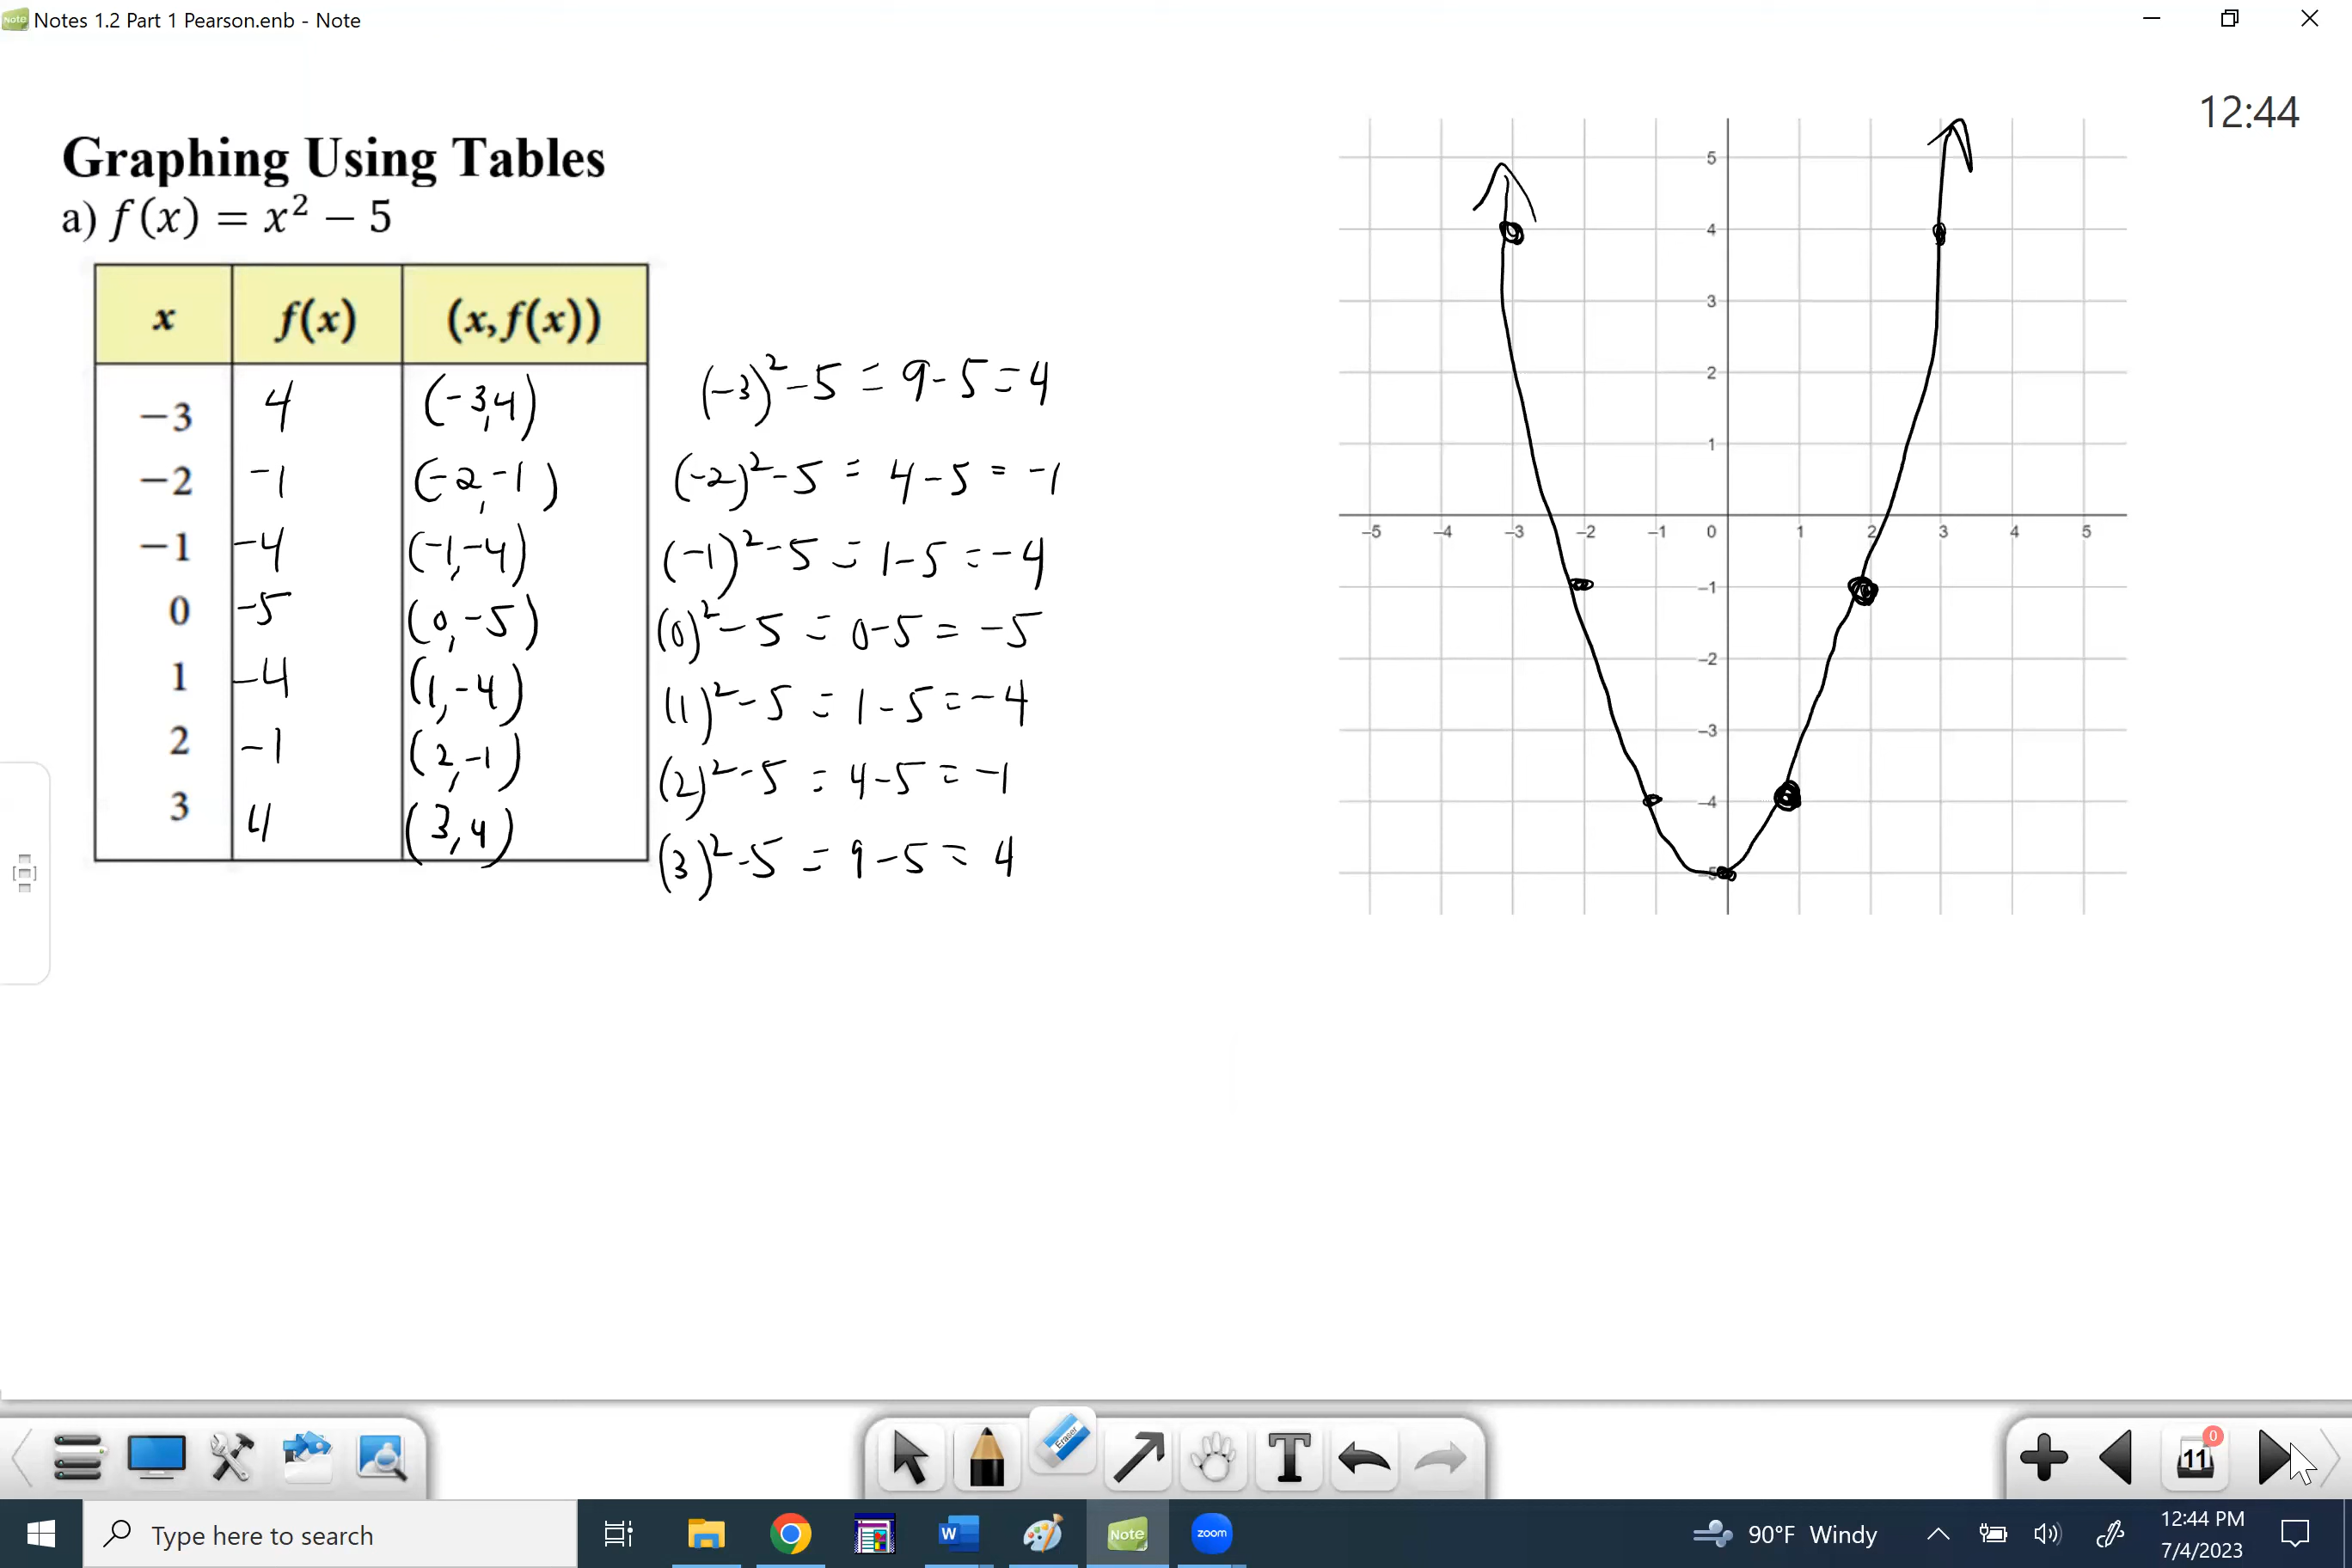 Notes 1.2 Part 1 Pearson.enb - Note
12:44
Graphing Using Tables
a) f(x) = x² − 5
x f(x) (x, f(x))
−3 4 (-3,4) (-3)²-5 = 9-5=4
−2 -1 (-2,-1) (-2)²-5 = 4-5 = -1
−1 -4 (-1,-4) (-1)²-5 = 1-5 = -4
0 -5 (0,-5) (0)²-5 = 0-5 = -5
1 -4 (1,-4) (1)²-5 = 1-5 = -4
2 -1 (2,-1) (2)²-5 = 4-5 = -1
3 4 (3,4) (3)²-5 = 9-5 = 4
5
4
3
2
1
−5 −4 −3 −2 −1 0 1 2 3 4 5
−1
−2
−3
−4
−5
Eraser
T
11
0
Type here to search
W
Note
zoom
90°F Windy
12:44 PM
7/4/2023